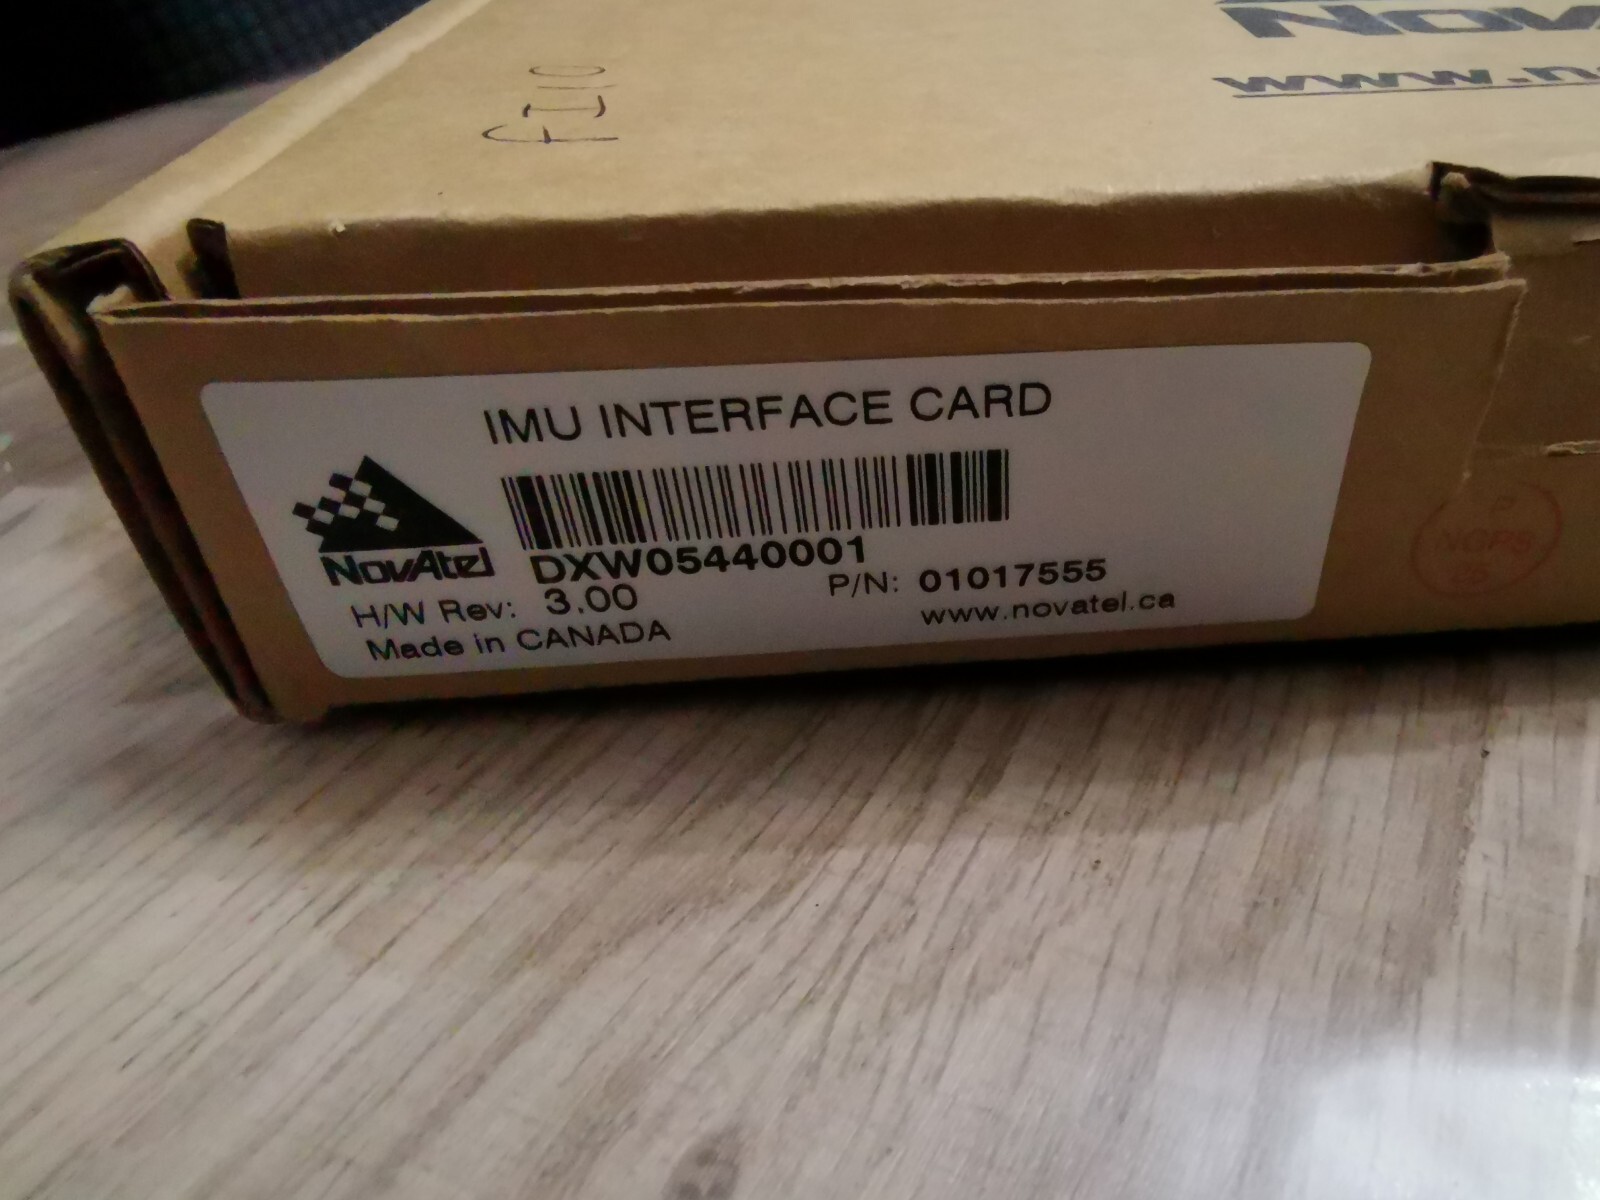 IMU INTERFACE CARD
NovAtel
DXW05440001
H/W Rev: 3.00
P/N: 01017555
Made in CANADA
www.novatel.ca